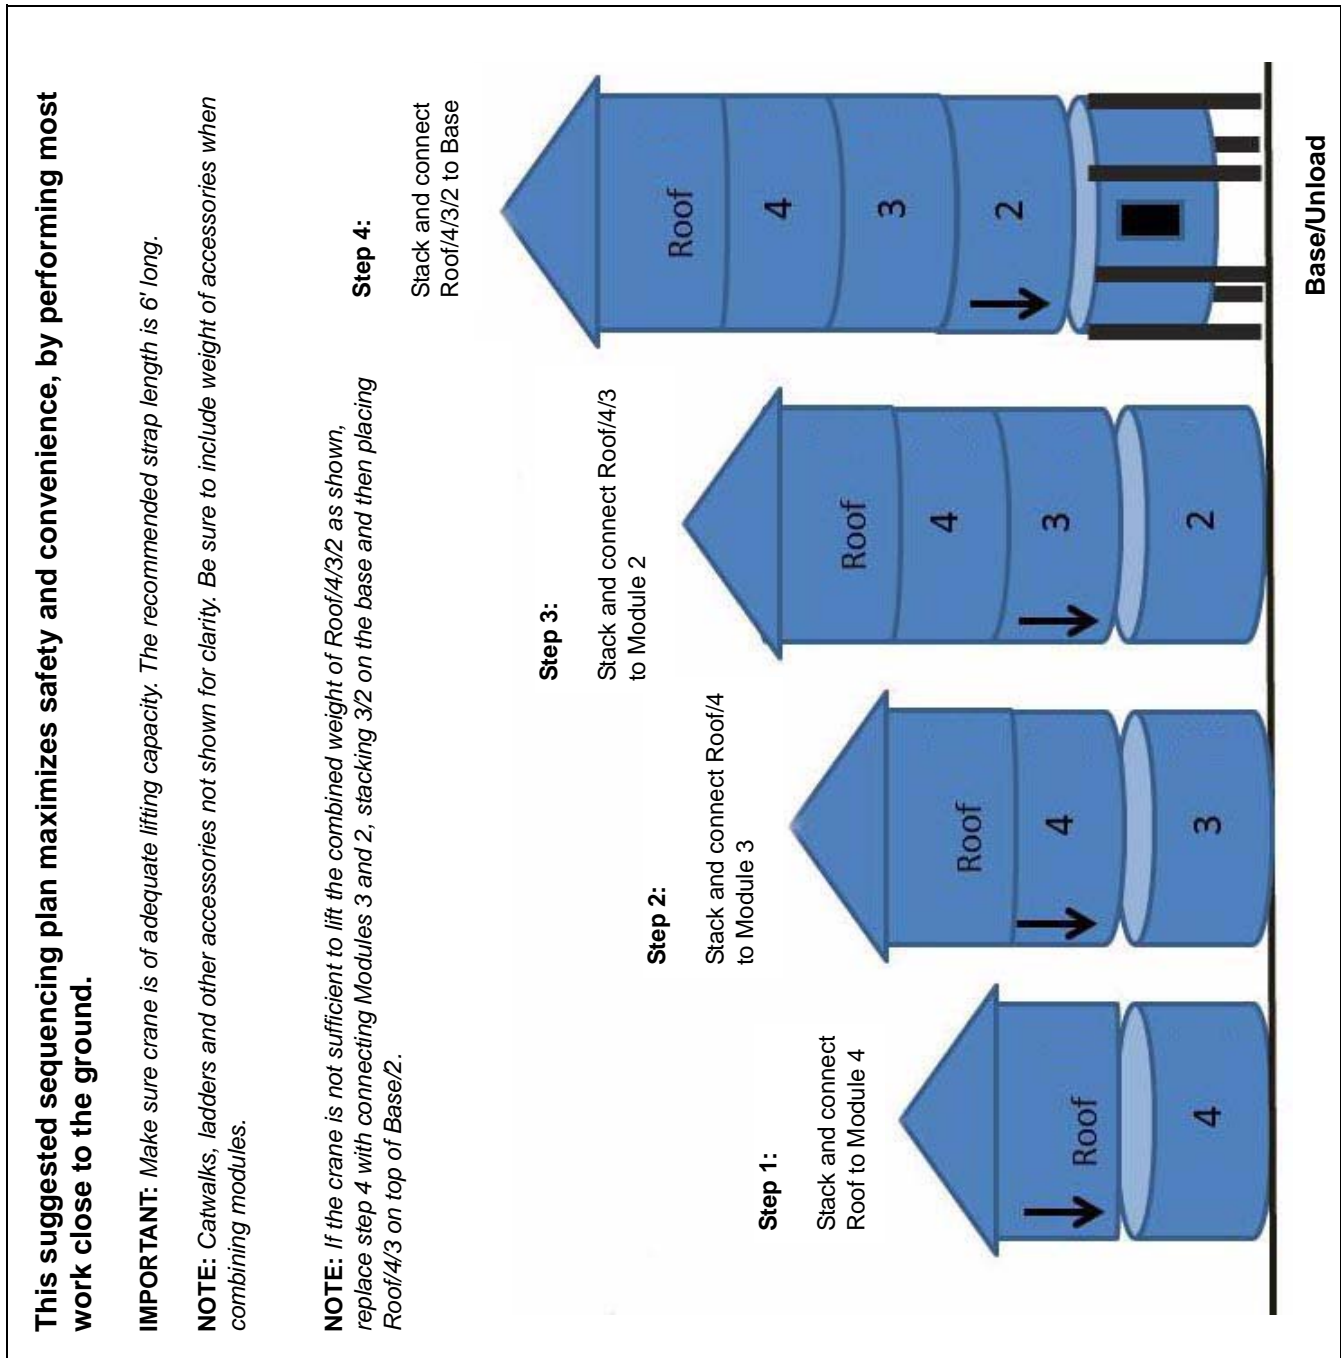 This suggested sequencing plan maximizes safety and convenience, by performing most
work close to the ground.
IMPORTANT: Make sure crane is of adequate lifting capacity. The recommended strap length is 6' long.
NOTE: Catwalks, ladders and other accessories not shown for clarity. Be sure to include weight of accessories when
combining modules.
NOTE: If the crane is not sufficient to lift the combined weight of Roof/4/3/2 as shown,
replace step 4 with connecting Modules 3 and 2, stacking 3/2 on the base and then placing
Roof/4/3 on top of Base/2.
Step 1:
Stack and connect
Roof to Module 4
Roof
4
Step 2:
Stack and connect Roof/4
to Module 3
Roof
4
3
Step 3:
Stack and connect Roof/4/3
to Module 2
Roof
4
3
2
Step 4:
Stack and connect
Roof/4/3/2 to Base
Roof
4
3
2
Base/Unload